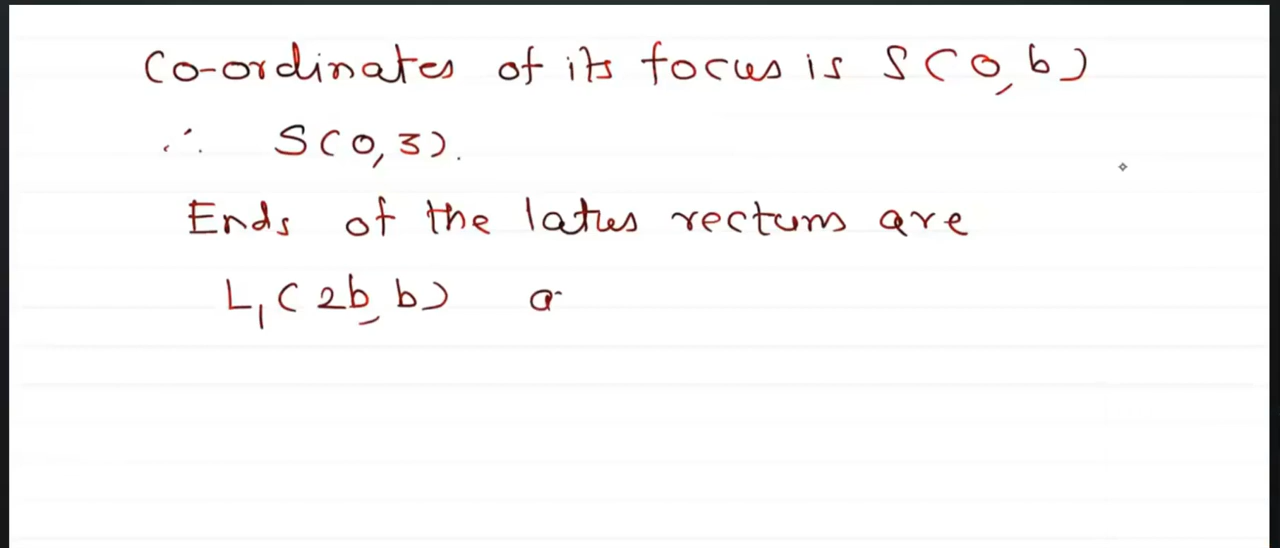 Co-ordinates of its focus is S(0,b)
∴ S(0,3).
Ends of the latus rectum are
L₁(2b,b)